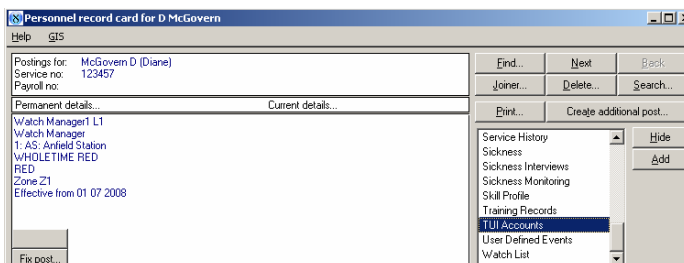 Personnel record card for D McGovern
Help GIS
Postings for: McGovern D (Diane)
Service no: 123457
Payroll no:
Permanent details... Current details...
Watch Manager1 L1
Watch Manager
1: AS: Anfield Station
WHOLETIME RED
RED
Zone Z1
Effective from 01 07 2008
Fix post...
Find... Next Back
Joiner... Delete... Search...
Print... Create additional post...
Service History
Sickness
Sickness Interviews
Sickness Monitoring
Skill Profile
Training Records
TUI Accounts
User Defined Events
Watch List
Hide
Add